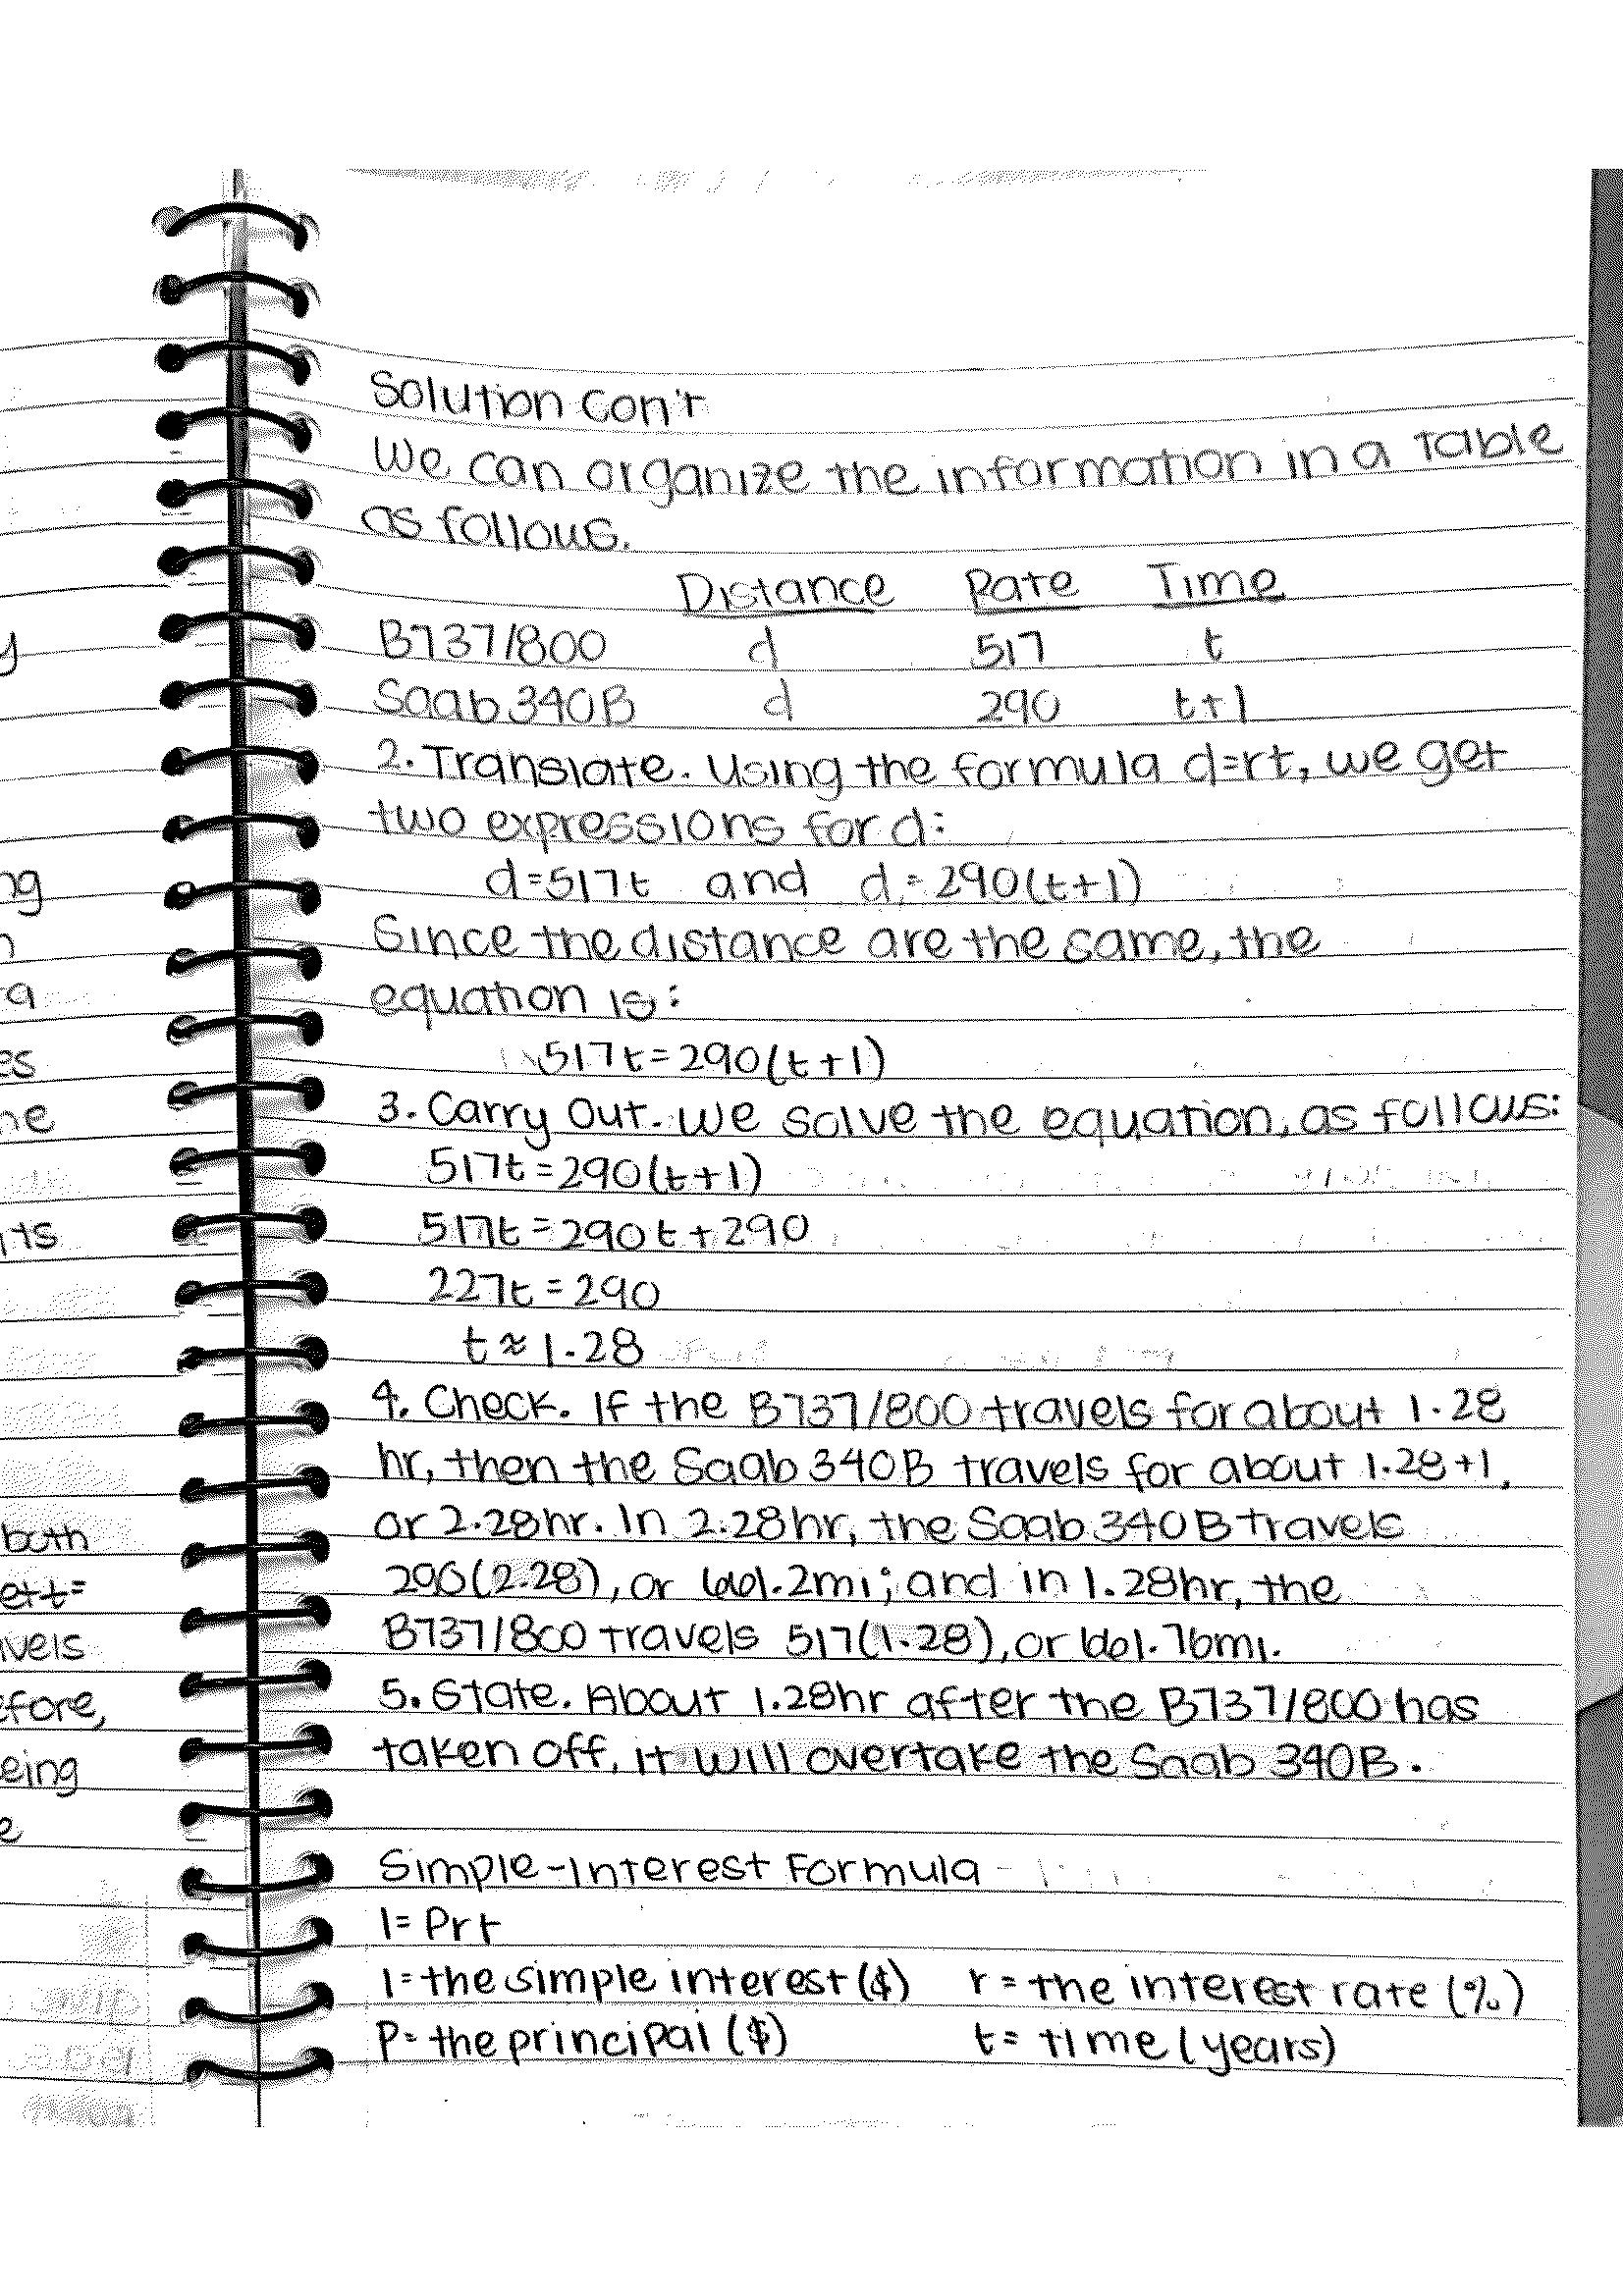 Solution Con't
We can organize the information in a table
as follows.
Distance Rate Time
B737/800 d 517 t
Saab 340B d 290 t+1
2. Translate. Using the formula d=rt, we get
two expressions for d:
d=517t and d=290(t+1)
Since the distance are the same, the
equation is:
517t=290(t+1)
3. Carry Out. We solve the equation, as follows:
517t=290(t+1)
517t=290t+290
227t=290
t≈1.28
4. Check. If the B737/800 travels for about 1.28
hr, then the Saab 340B travels for about 1.28+1,
or 2.28hr. In 2.28hr, the Saab 340B travels
290(2.28), or 661.2mi; and in 1.28hr, the
B737/800 travels 517(1.28), or 661.76mi.
5. State. About 1.28hr after the B737/800 has
taken off, it will overtake the Saab 340B.
Simple-Interest Formula
I=Prt
I=the simple interest($) r=the interest rate (%)
P=the principal ($) t=time (years)
both